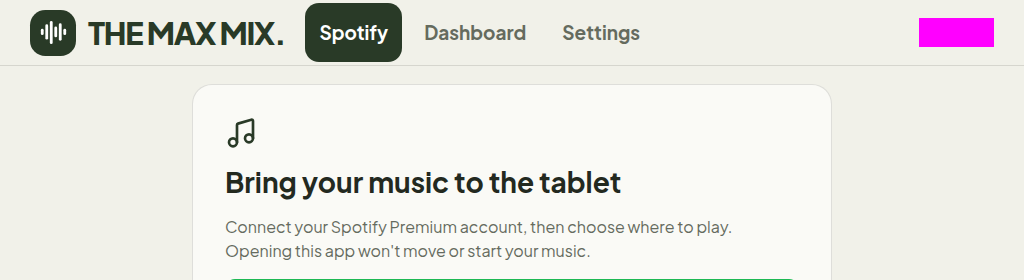 THE MAX MIX.
Spotify
Dashboard
Settings
Bring your music to the tablet
Connect your Spotify Premium account, then choose where to play.
Opening this app won't move or start your music.